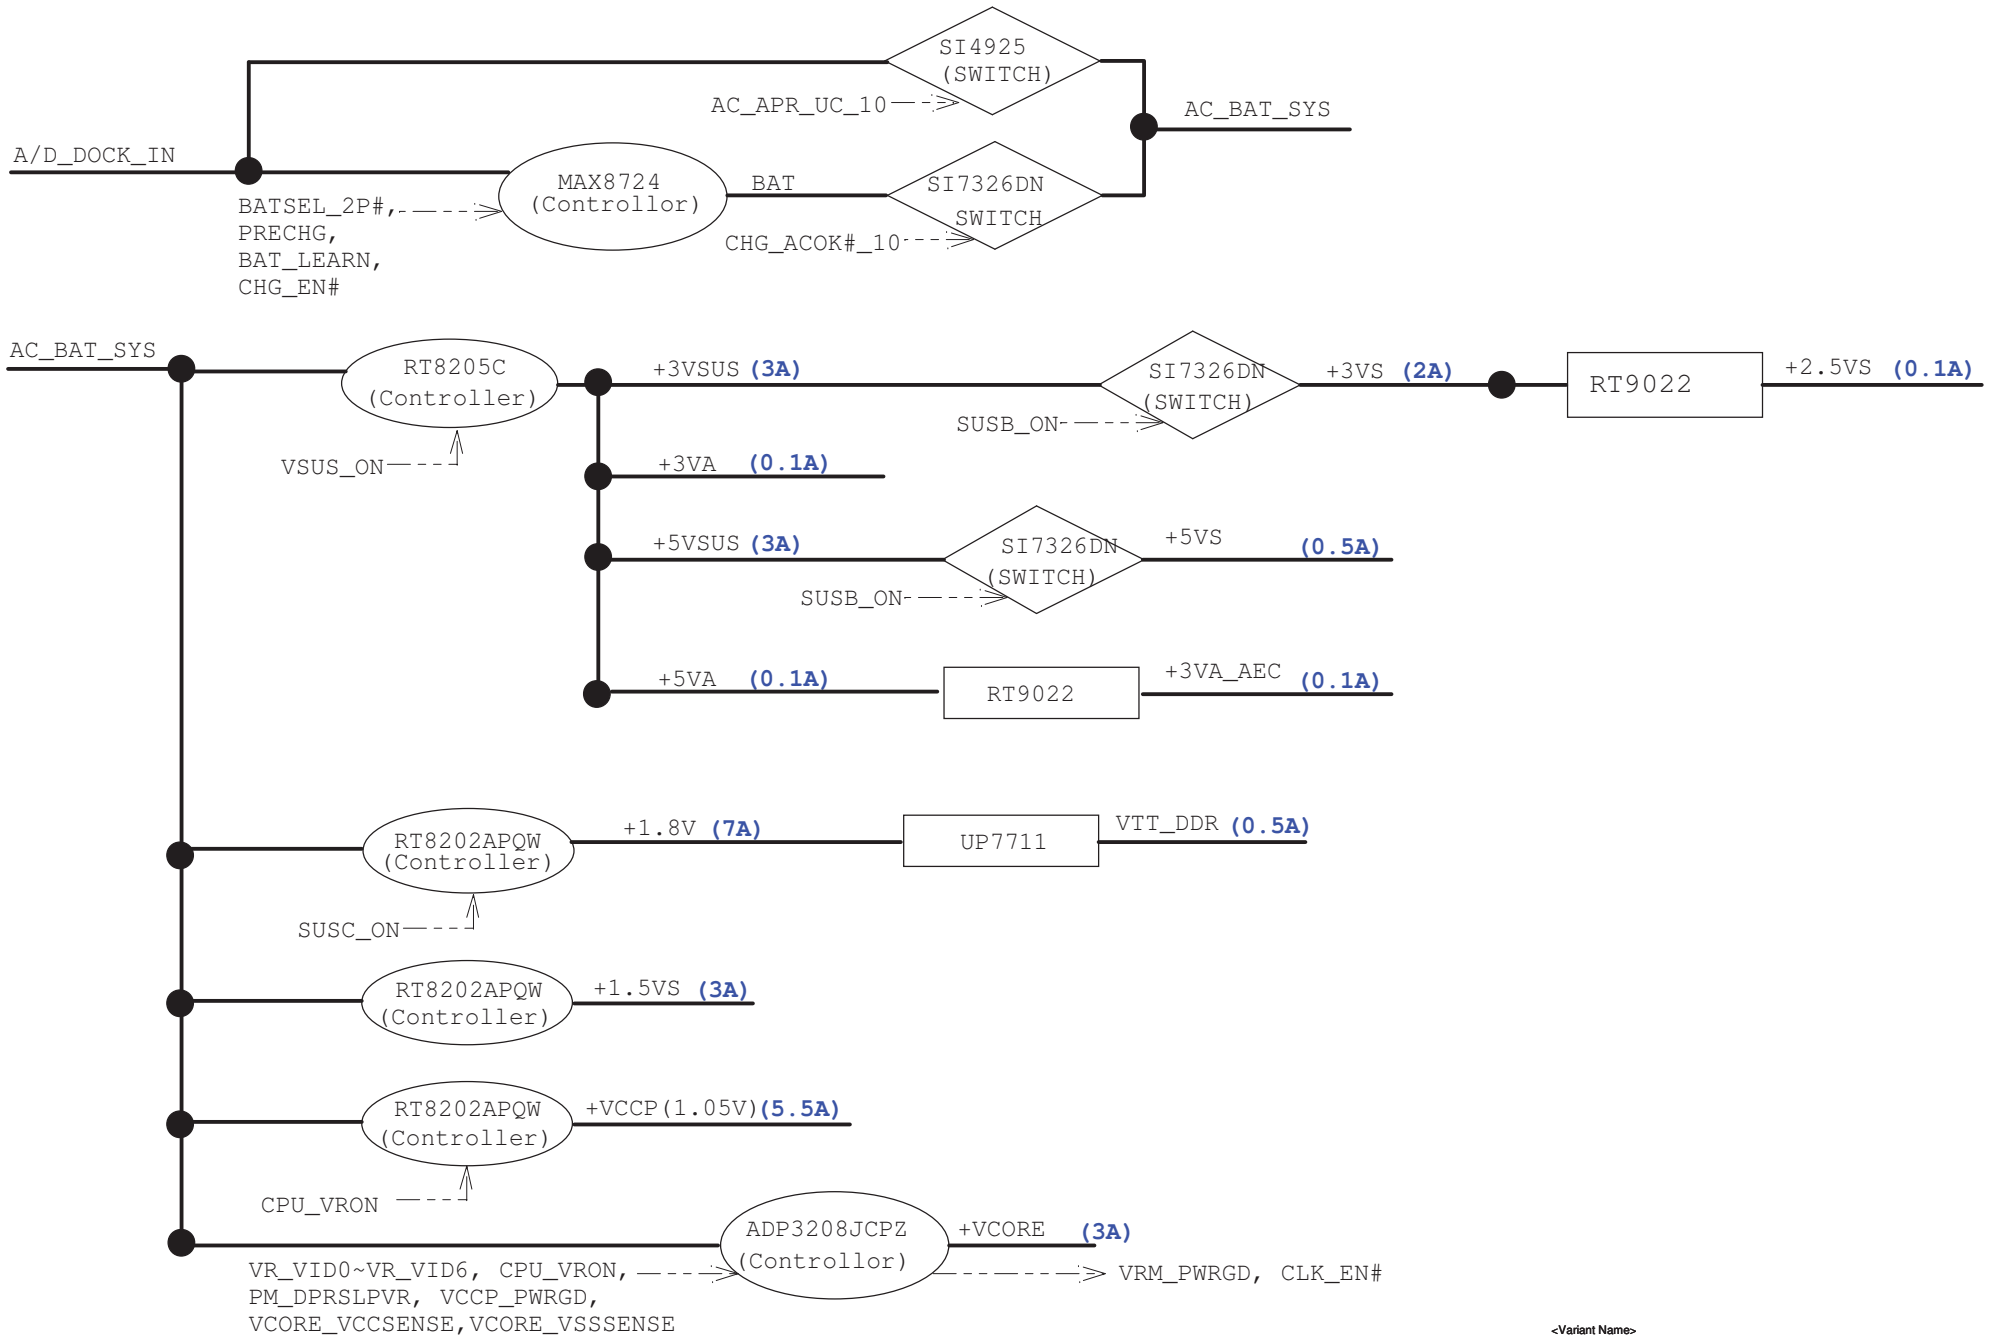 SI4925
(SWITCH)
AC_APR_UC_10
AC_BAT_SYS
A/D_DOCK_IN
MAX8724
(Controllor)
BAT
SI7326DN
SWITCH
BATSEL_2P#,
PRECHG,
BAT_LEARN,
CHG_EN#
CHG_ACOK#_10
AC_BAT_SYS
RT8205C
(Controller)
VSUS_ON
+3VSUS (3A)
SI7326DN
(SWITCH)
SUSB_ON
+3VS (2A)
RT9022
+2.5VS (0.1A)
+3VA (0.1A)
+5VSUS (3A)
SI7326DN
(SWITCH)
SUSB_ON
+5VS (0.5A)
+5VA (0.1A)
RT9022
+3VA_AEC (0.1A)
RT8202APQW
(Controller)
SUSC_ON
+1.8V (7A)
UP7711
VTT_DDR (0.5A)
RT8202APQW
(Controller)
+1.5VS (3A)
RT8202APQW
(Controller)
+VCCP(1.05V)(5.5A)
CPU_VRON
ADP3208JCPZ
(Controllor)
+VCORE (3A)
VR_VID0~VR_VID6, CPU_VRON,
PM_DPRSLPVR, VCCP_PWRGD,
VCORE_VCCSENSE,VCORE_VSSSENSE
VRM_PWRGD, CLK_EN#
<Variant Name>